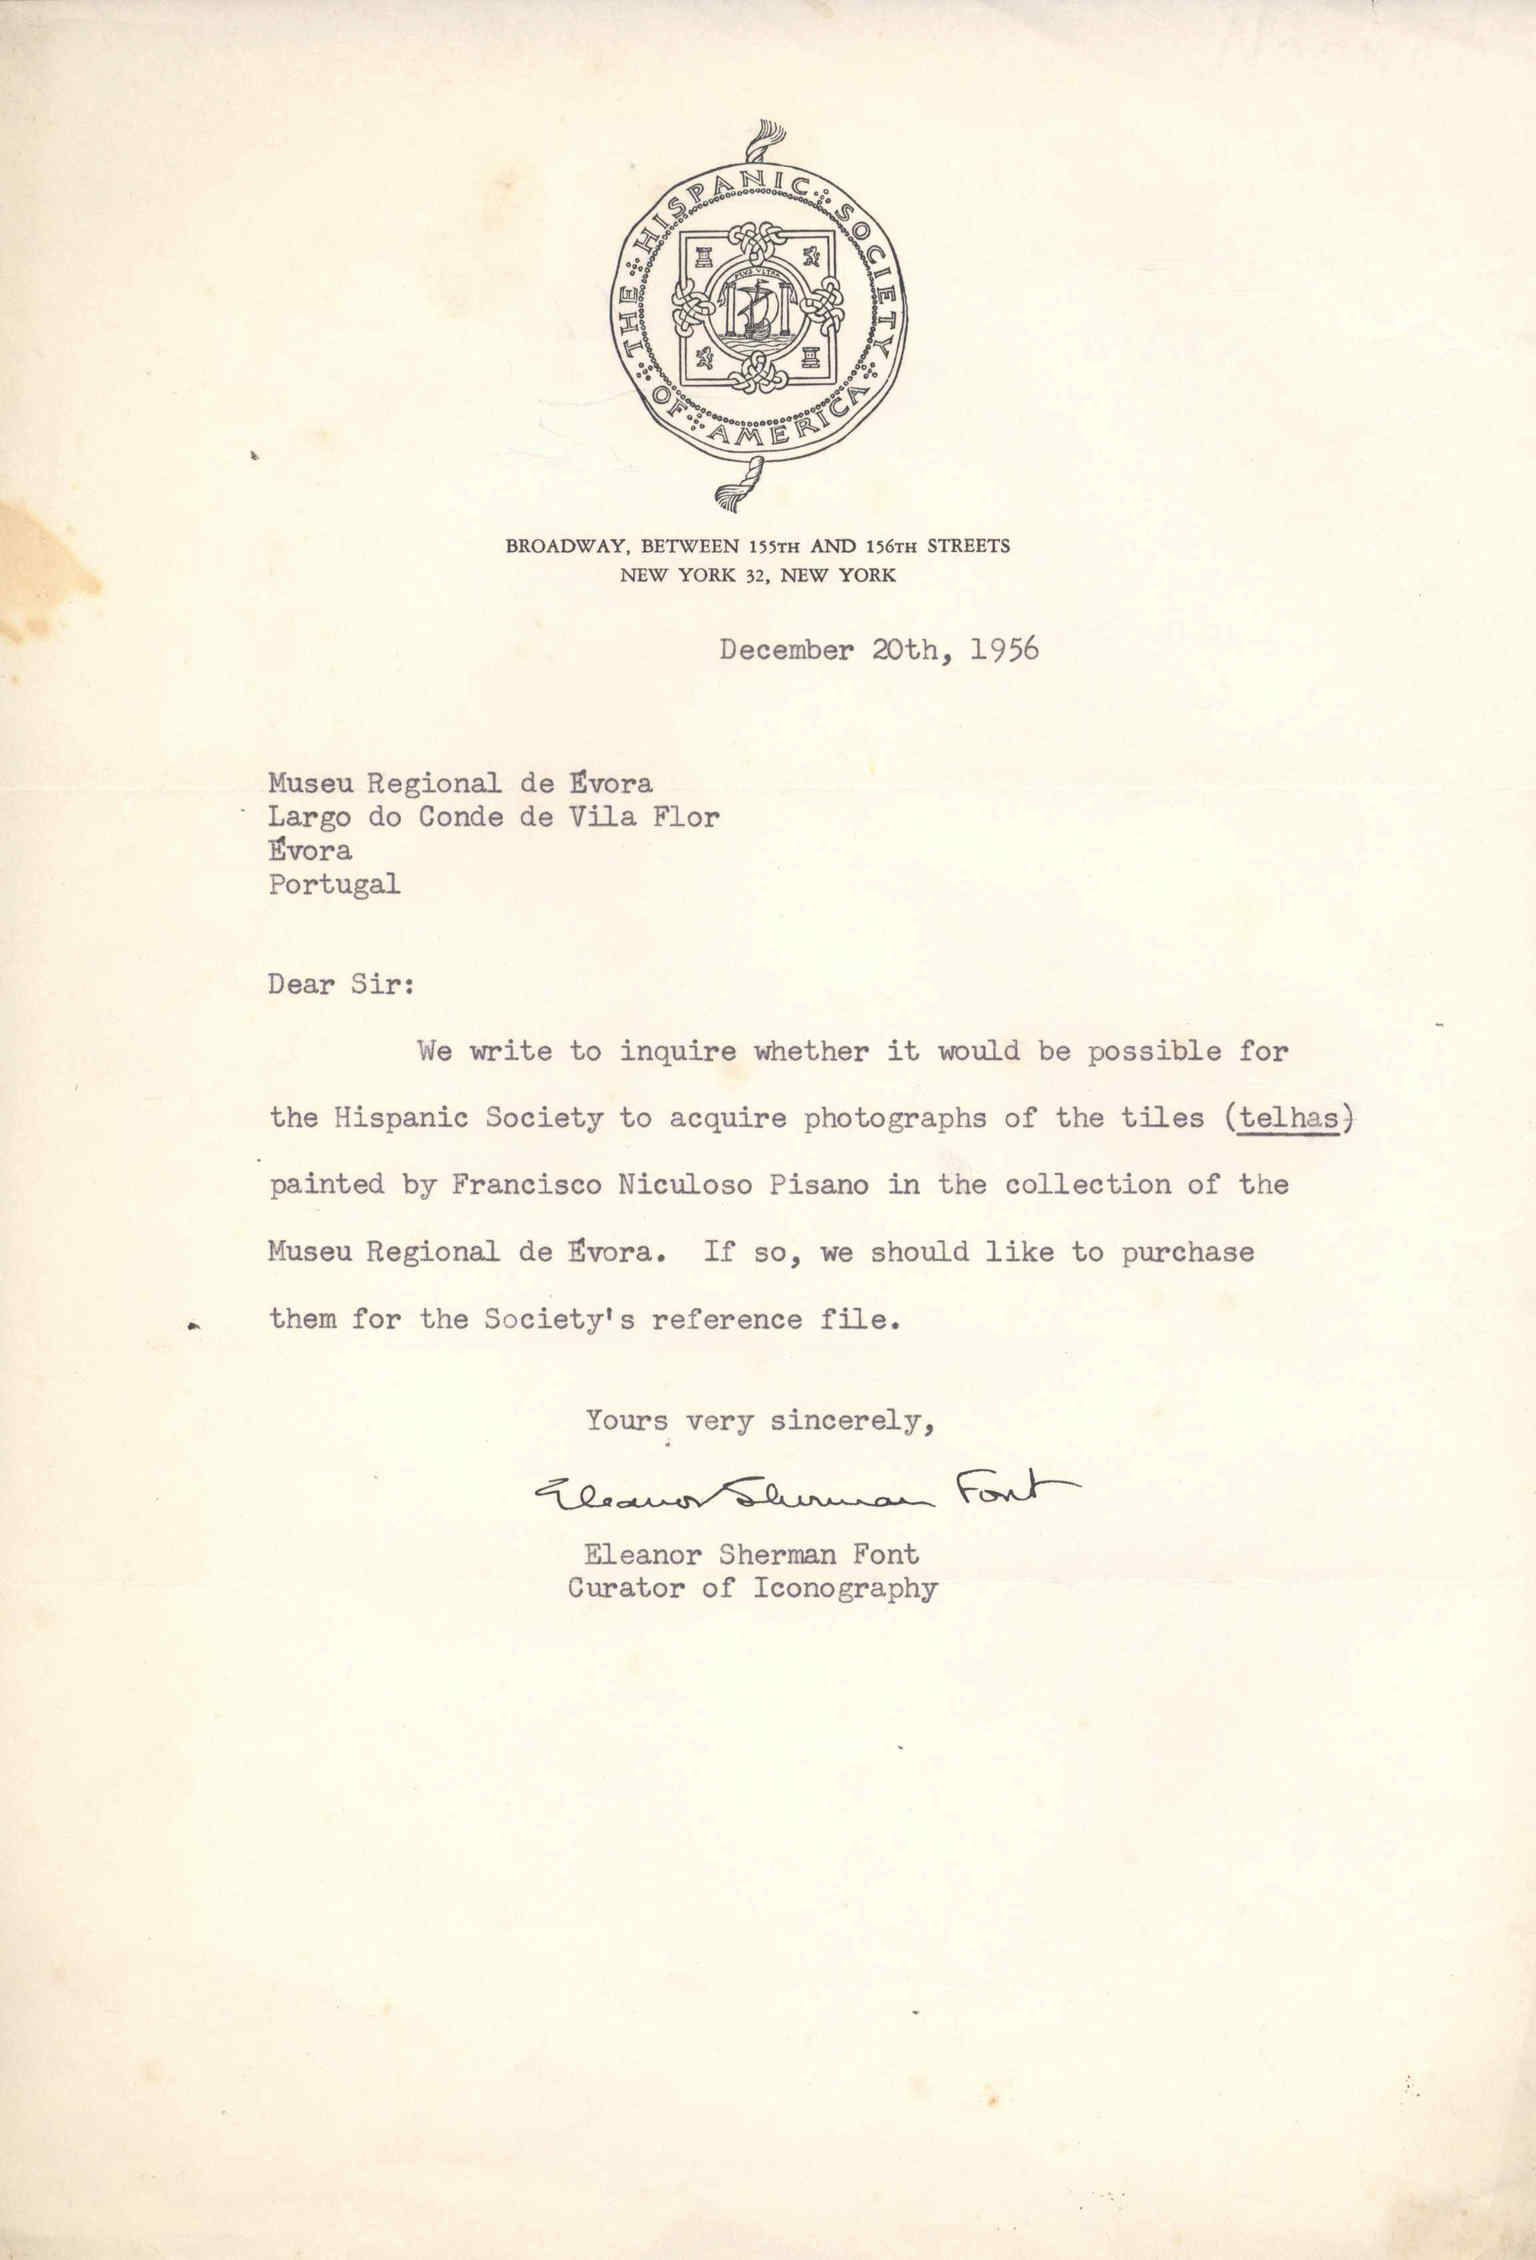 THE HISPANIC SOCIETY OF AMERICA
PLVS VLTRA
BROADWAY, BETWEEN 155TH AND 156TH STREETS
NEW YORK 32, NEW YORK
December 20th, 1956
Museu Regional de Évora
Largo do Conde de Vila Flor
Évora
Portugal
Dear Sir:
We write to inquire whether it would be possible for
the Hispanic Society to acquire photographs of the tiles (telhas)
painted by Francisco Niculoso Pisano in the collection of the
Museu Regional de Évora. If so, we should like to purchase
them for the Society's reference file.
Yours very sincerely,
Eleanor Sherman Font
Eleanor Sherman Font
Curator of Iconography